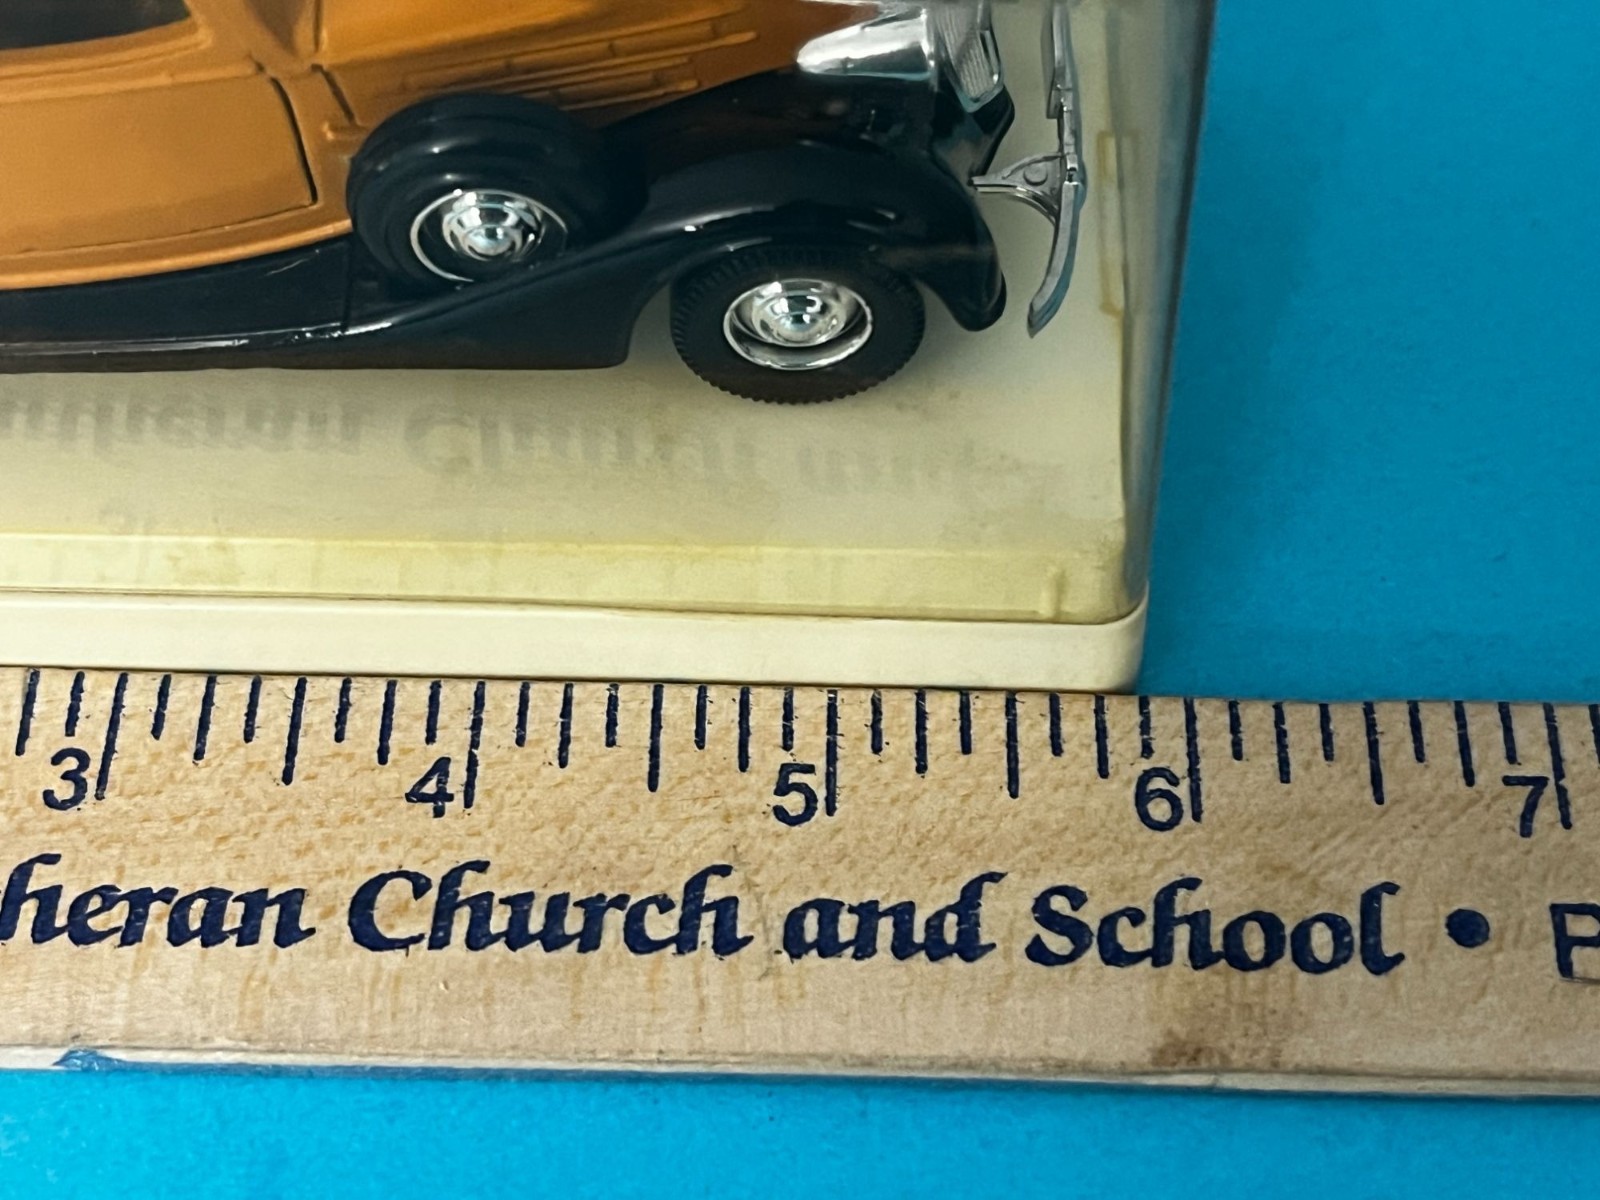 3 4 5 6 7
heran Church and School • P